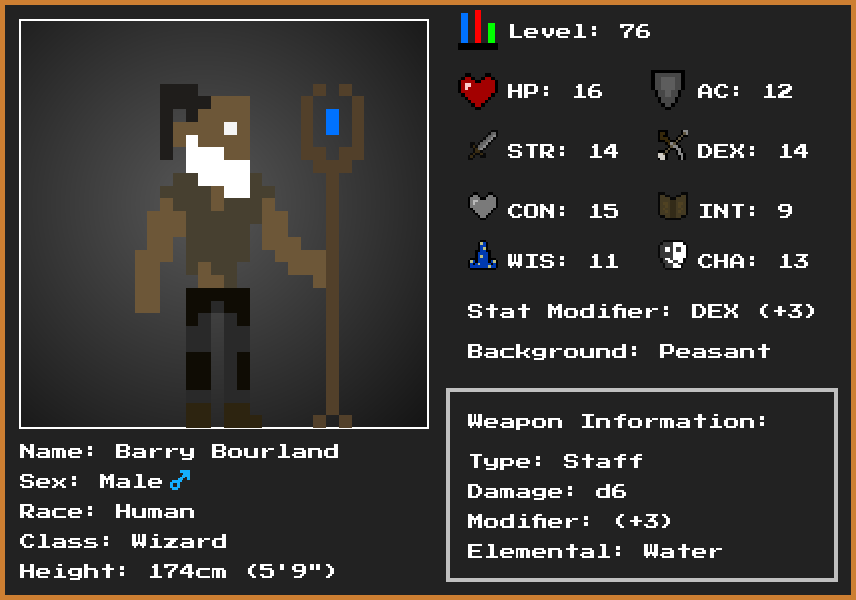 Level: 76
HP: 16 AC: 12
STR: 14 DEX: 14
CON: 15 INT: 9
WIS: 11 CHA: 13
Stat Modifier: DEX (+3)
Background: Peasant
Weapon Information:
Type: Staff
Damage: d6
Modifier: (+3)
Elemental: Water
Name: Barry Bourland
Sex: Male♂
Race: Human
Class: Wizard
Height: 174cm (5'9")